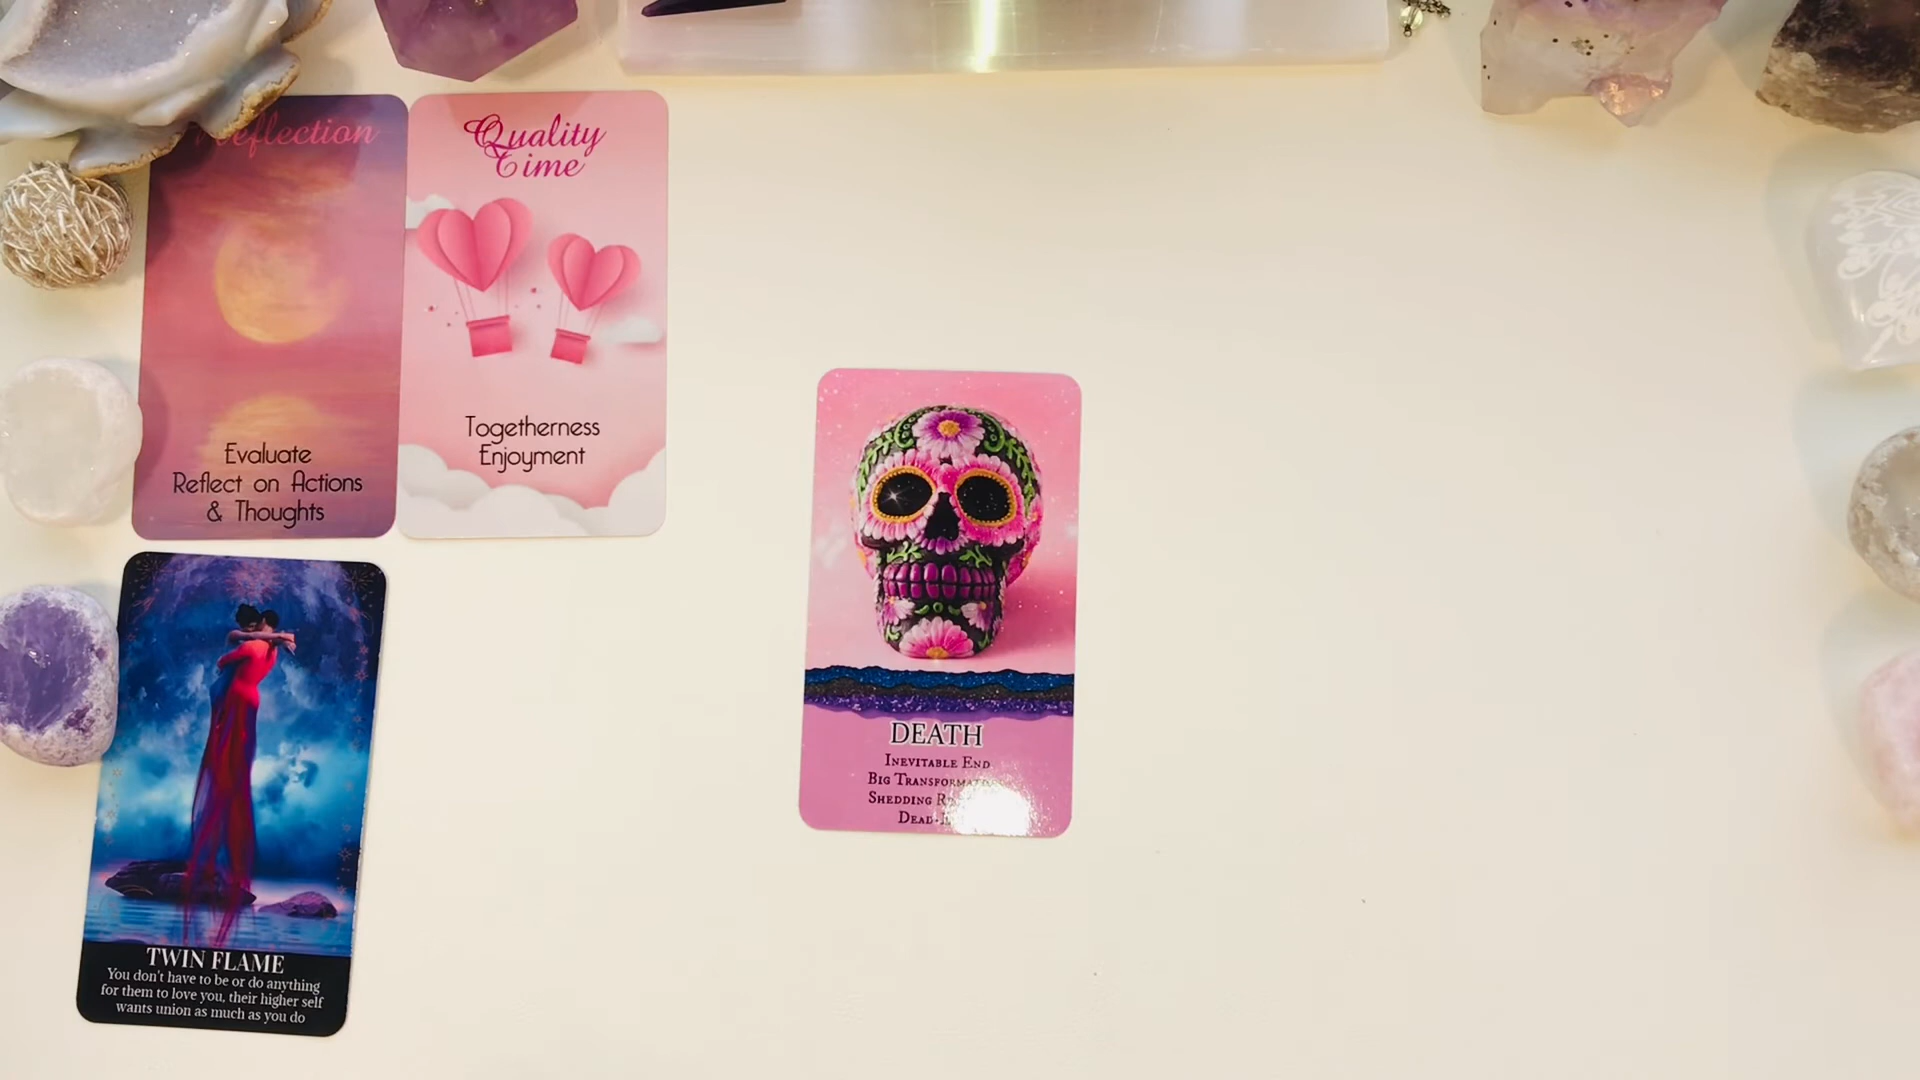 Reflection
Evaluate
Reflect on Actions
& Thoughts
Quality
Time
Togetherness
Enjoyment
TWIN FLAME
You don't have to be or do anything
for them to love you, their higher self
wants union as much as you do
DEATH
INEVITABLE END
BIG
SHEDDING